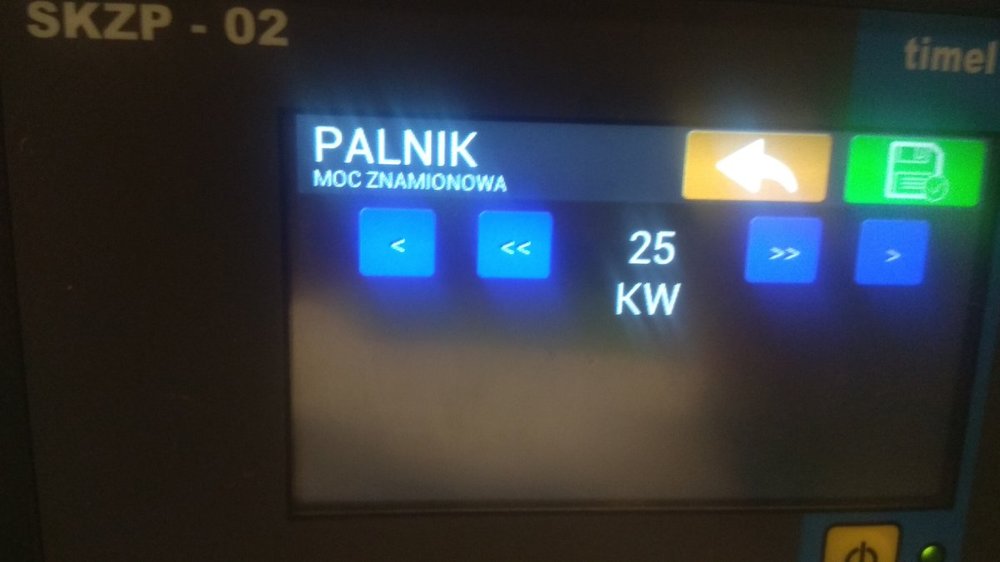 SKZP - 02
timel
PALNIK
MOC ZNAMIONOWA
< << 25 >> >
KW